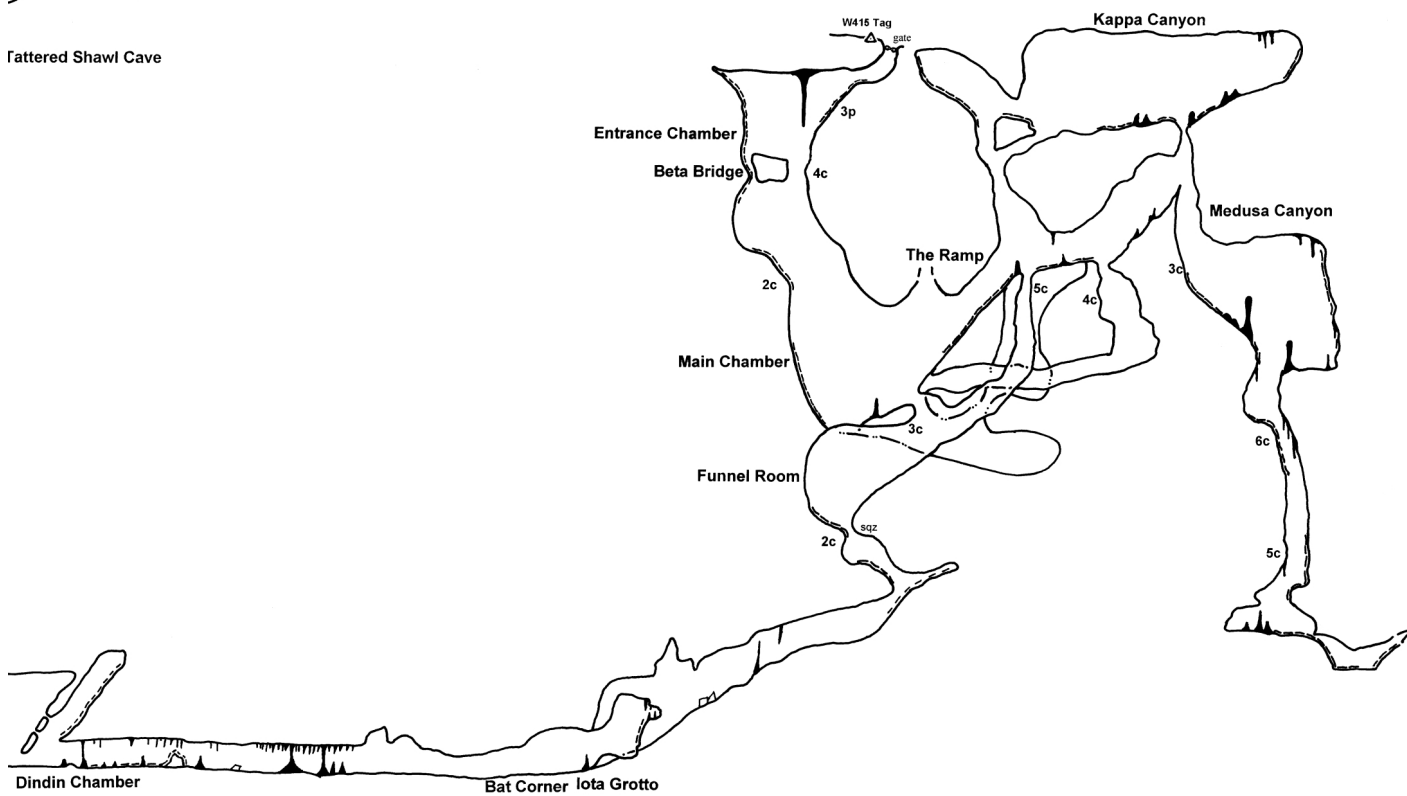 W415 Tag
gate
Kappa Canyon
Tattered Shawl Cave
3p
Entrance Chamber
Beta Bridge
4c
Medusa Canyon
The Ramp
2c
5c
4c
3c
Main Chamber
3c
6c
Funnel Room
sqz
2c
5c
Dindin Chamber
Bat Corner
Iota Grotto